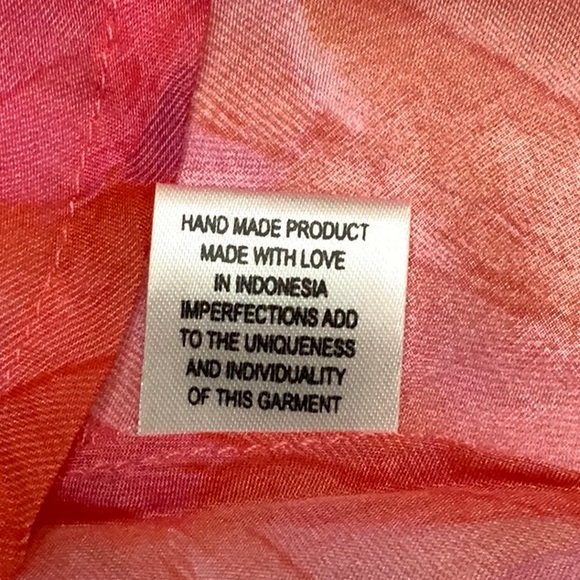 HAND MADE PRODUCT
MADE WITH LOVE
IN INDONESIA
IMPERFECTIONS ADD
TO THE UNIQUENESS
AND INDIVIDUALITY
OF THIS GARMENT